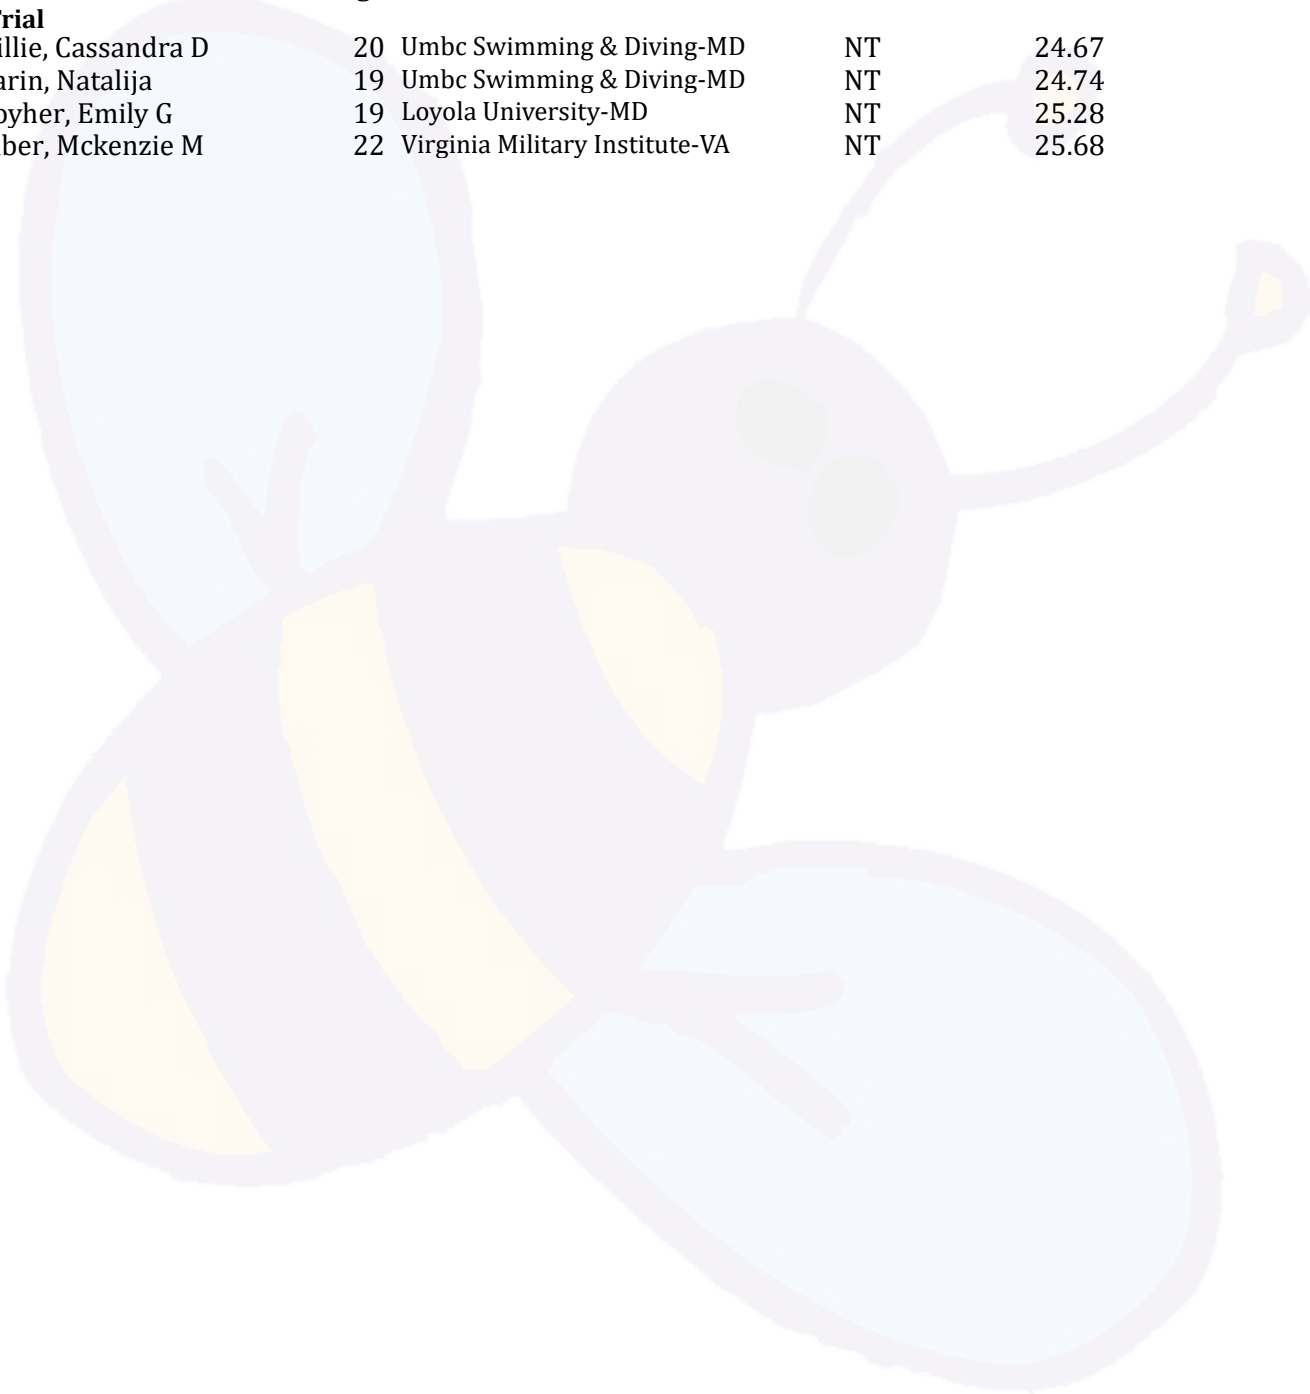 rial
illie, Cassandra D 20 Umbc Swimming & Diving-MD NT 24.67
arin, Natalija 19 Umbc Swimming & Diving-MD NT 24.74
oyher, Emily G 19 Loyola University-MD NT 25.28
ber, Mckenzie M 22 Virginia Military Institute-VA NT 25.68